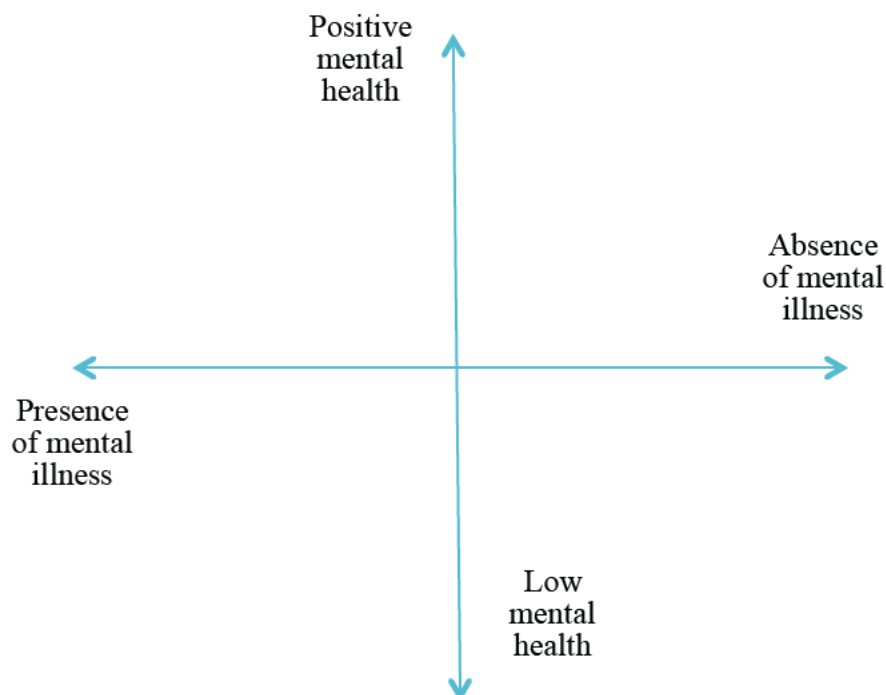 Positive
mental
health
Absence
of mental
illness
Presence
of mental
illness
Low
mental
health